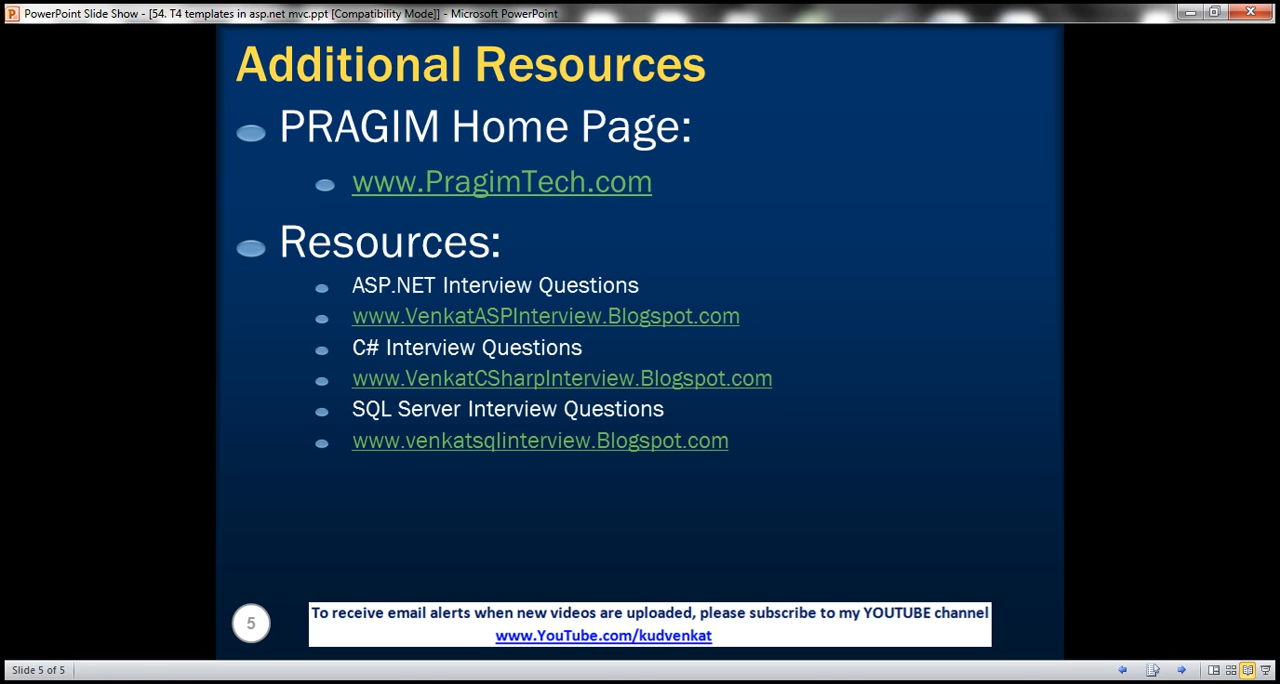 PowerPoint Slide Show - [54. T4 templates in asp.net mvc.ppt [Compatibility Mode]] - Microsoft PowerPoint
Additional Resources
PRAGIM Home Page:
www.PragimTech.com
Resources:
ASP.NET Interview Questions
www.VenkatASPInterview.Blogspot.com
C# Interview Questions
www.VenkatCSharpInterview.Blogspot.com
SQL Server Interview Questions
www.venkatsqlinterview.Blogspot.com
5
To receive email alerts when new videos are uploaded, please subscribe to my YOUTUBE channel
www.YouTube.com/kudvenkat
Slide 5 of 5